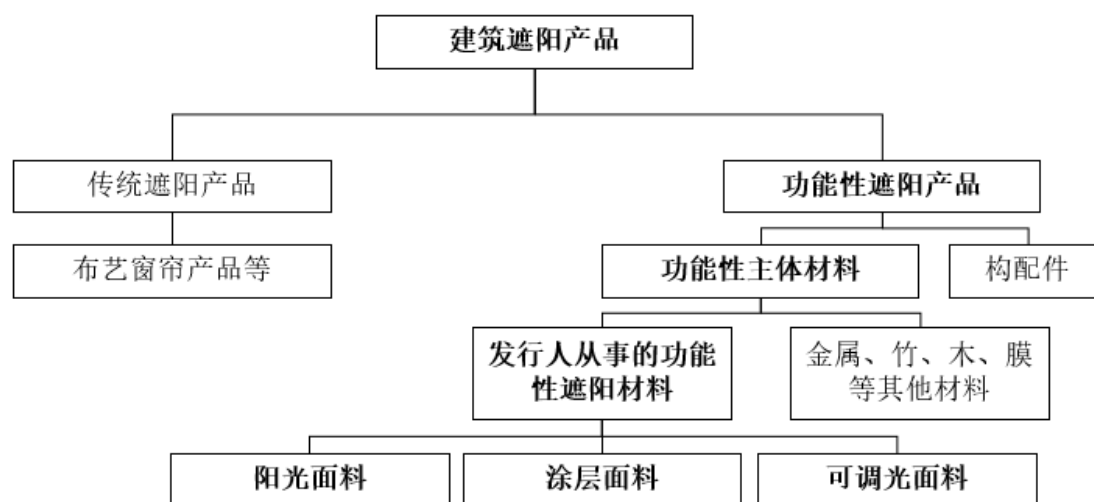 建筑遮阳产品
传统遮阳产品
功能性遮阳产品
布艺窗帘产品等
功能性主体材料
构配件
发行人从事的功能
性遮阳材料
金属、竹、木、膜
等其他材料
阳光面料
涂层面料
可调光面料